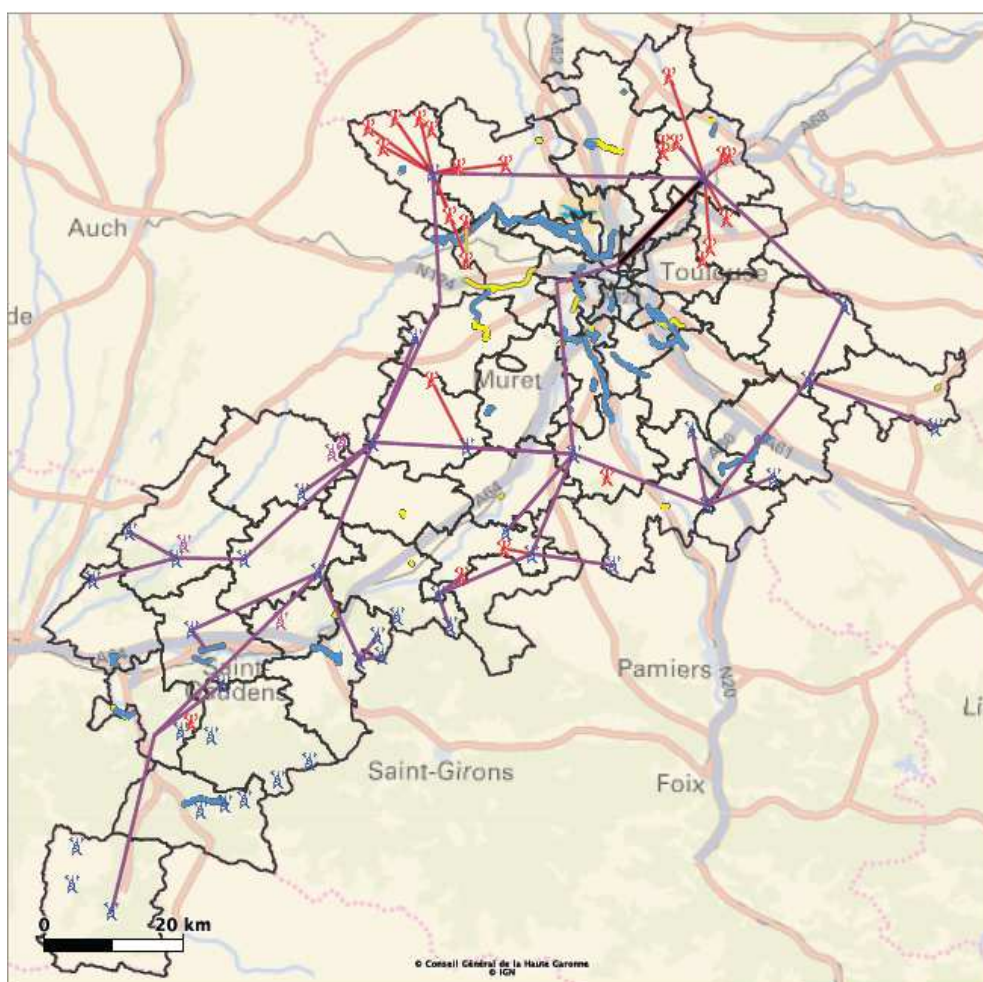 A62
A68
Auch
N124
Toulouse
de
Muret
A61
A64
A64
Saint-
Gaudens
Pamiers
N20
Li
Saint-Girons
Foix
0 20 km
© Conseil Général de la Haute Garonne
© IGN